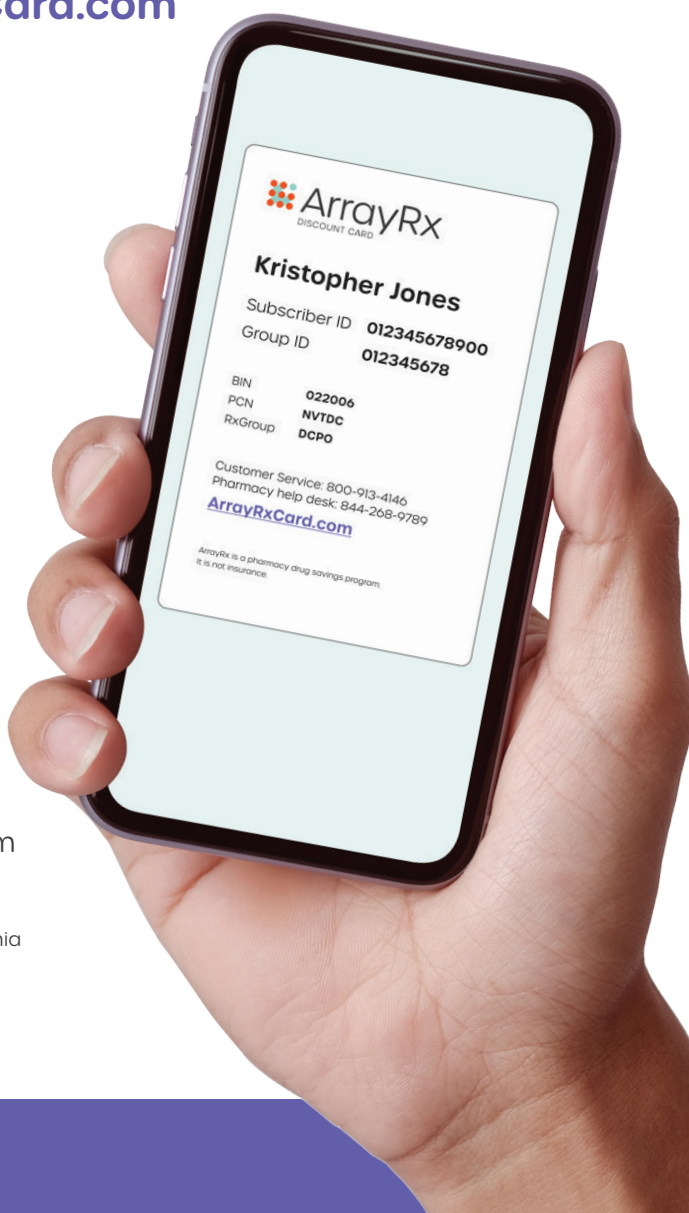 Card.com
ArrayRx
DISCOUNT CARD
Kristopher Jones
Subscriber ID 012345678900
Group ID 012345678
BIN 022006
PCN NVTDC
RxGroup DCPO
Customer Service: 800-913-4146
Pharmacy help desk: 844-268-9789
ArrayRxCard.com
ArrayRx is a pharmacy drug savings program.
It is not insurance.